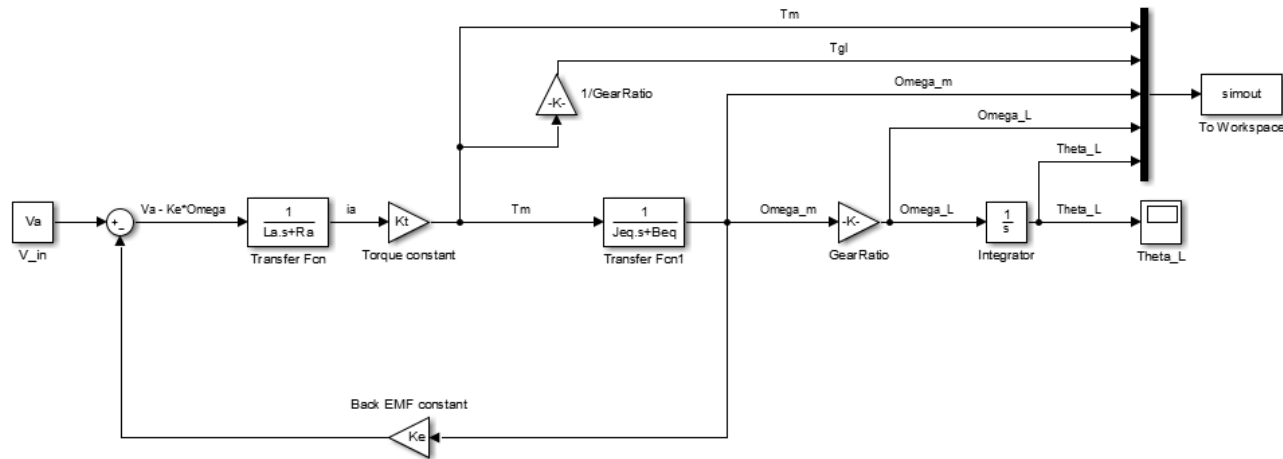 Tm
Tgl
-K-
1/GearRatio
Omega_m
simout
Omega_L
To Workspace
Theta_L
Va
V_in
+
−
Va - Ke*Omega
1
La.s+Ra
Transfer Fcn
ia
Kt
Torque constant
Tm
1
Jeq.s+Beq
Transfer Fcn1
Omega_m
-K-
GearRatio
Omega_L
1
s
Integrator
Theta_L
Theta_L
Back EMF constant
Ke